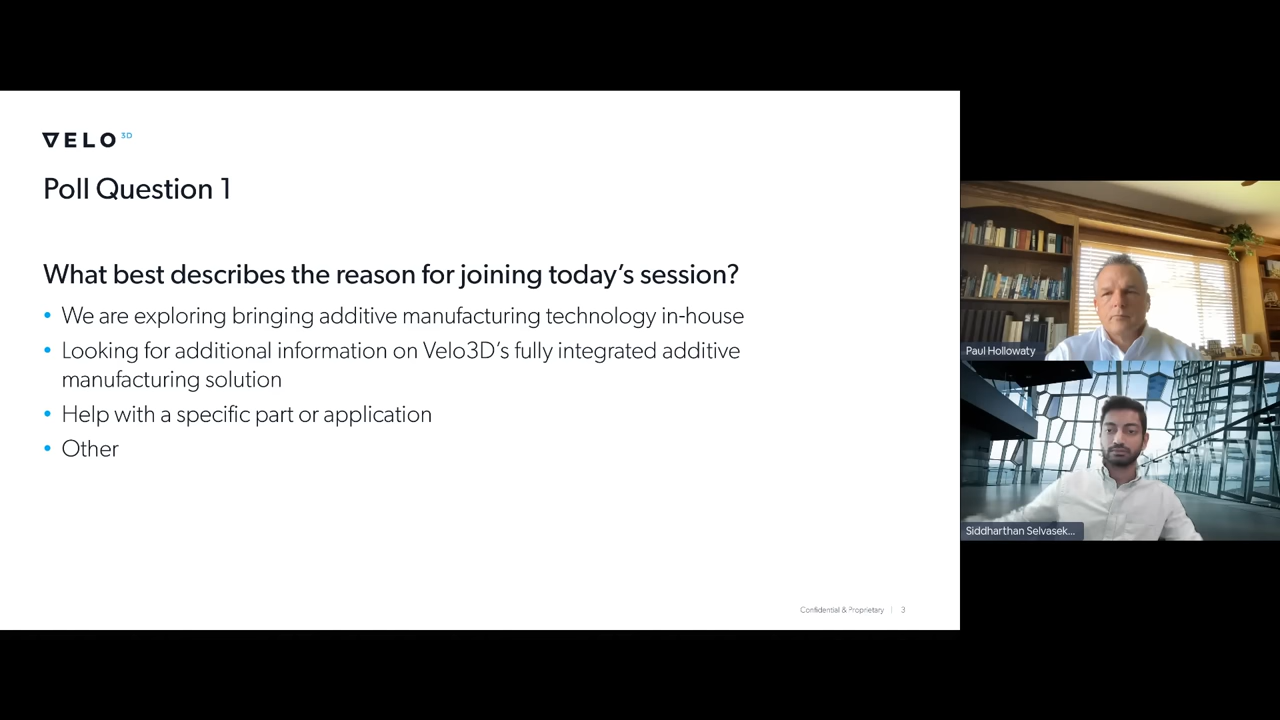 VELO 3D
Poll Question 1
What best describes the reason for joining today's session?
• We are exploring bringing additive manufacturing technology in-house
• Looking for additional information on Velo3D's fully integrated additive
manufacturing solution
• Help with a specific part or application
• Other
Confidential & Proprietary | 3
Paul Hollowaty
Siddharthan Selvasek...